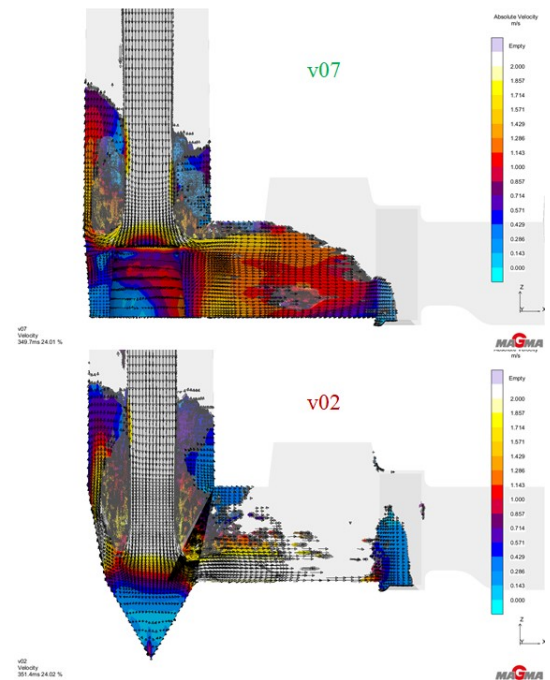 v07
Absolute Velocity
m/s
Empty
2.000
1.857
1.714
1.571
1.429
1.286
1.143
1.000
0.857
0.714
0.571
0.429
0.286
0.143
0.000
Z
X
v07
Velocity
349.7ms 24.01 %
MAGMA
v02
Absolute Velocity
m/s
Empty
2.000
1.857
1.714
1.571
1.429
1.286
1.143
1.000
0.857
0.714
0.571
0.429
0.286
0.143
0.000
Z
X
v02
Velocity
351.4ms 24.02 %
MAGMA